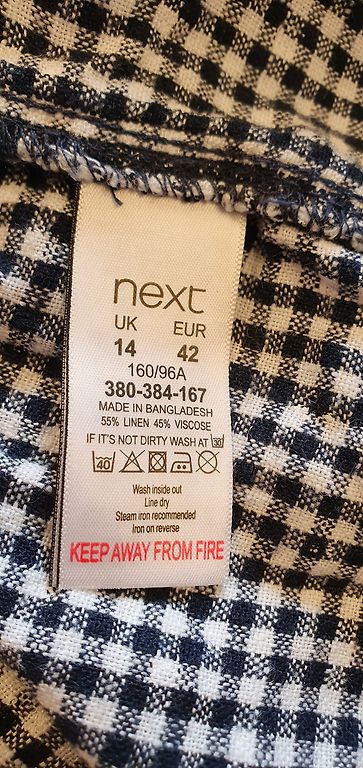 next
UK EUR
14 42
160/96A
380-384-167
MADE IN BANGLADESH
55% LINEN 45% VISCOSE
IF IT'S NOT DIRTY WASH AT 30
40
Wash inside out
Line dry
Steam iron recommended
Iron on reverse
KEEP AWAY FROM FIRE